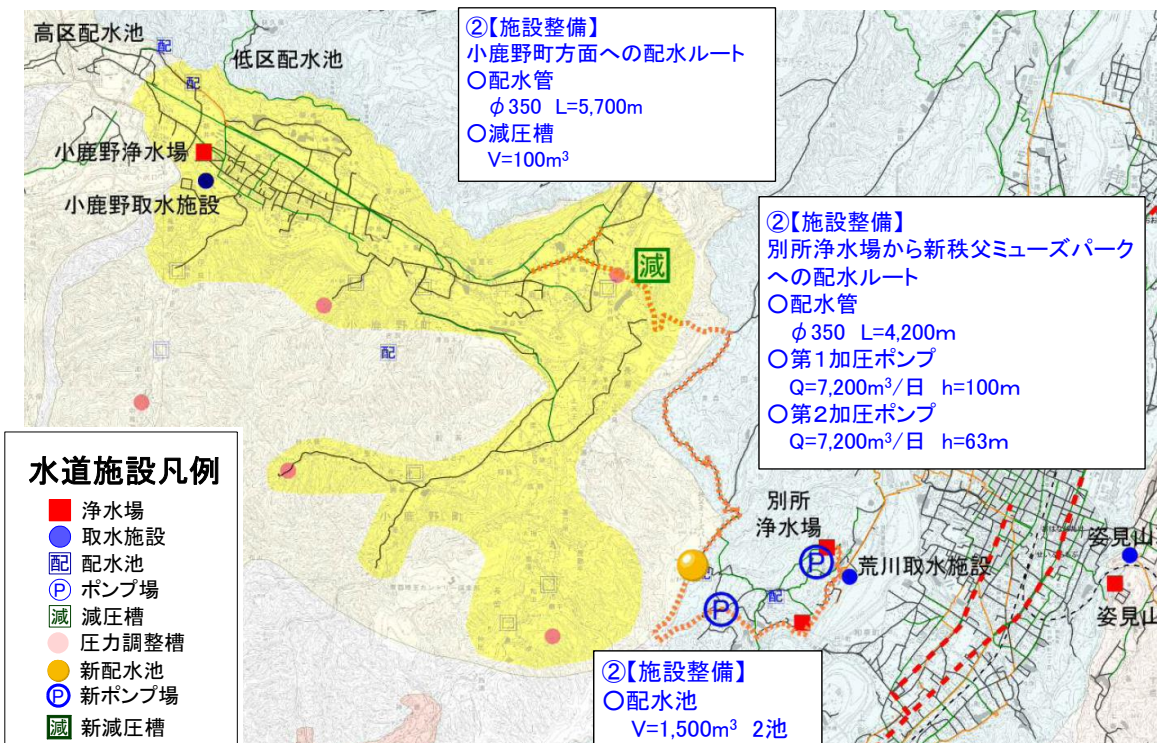 高区配水池
配
低区配水池
配
小鹿野浄水場
小鹿野取水施設
②【施設整備】
小鹿野町方面への配水ルート
○配水管
φ350 L=5,700m
○減圧槽
V=100m³
減
②【施設整備】
別所浄水場から新秩父ミューズパーク
への配水ルート
○配水管
φ350 L=4,200m
○第1加圧ポンプ
Q=7,200m³/日 h=100m
○第2加圧ポンプ
Q=7,200m³/日 h=63m
配
小鹿野町
小鹿野町
別所
浄水場
P
荒川取水施設
配
P
姿見山
姿見山
②【施設整備】
○配水池
V=1,500m³ 2池
水道施設凡例
浄水場
取水施設
配 配水池
P ポンプ場
減 減圧槽
圧力調整槽
新配水池
P 新ポンプ場
減 新減圧槽